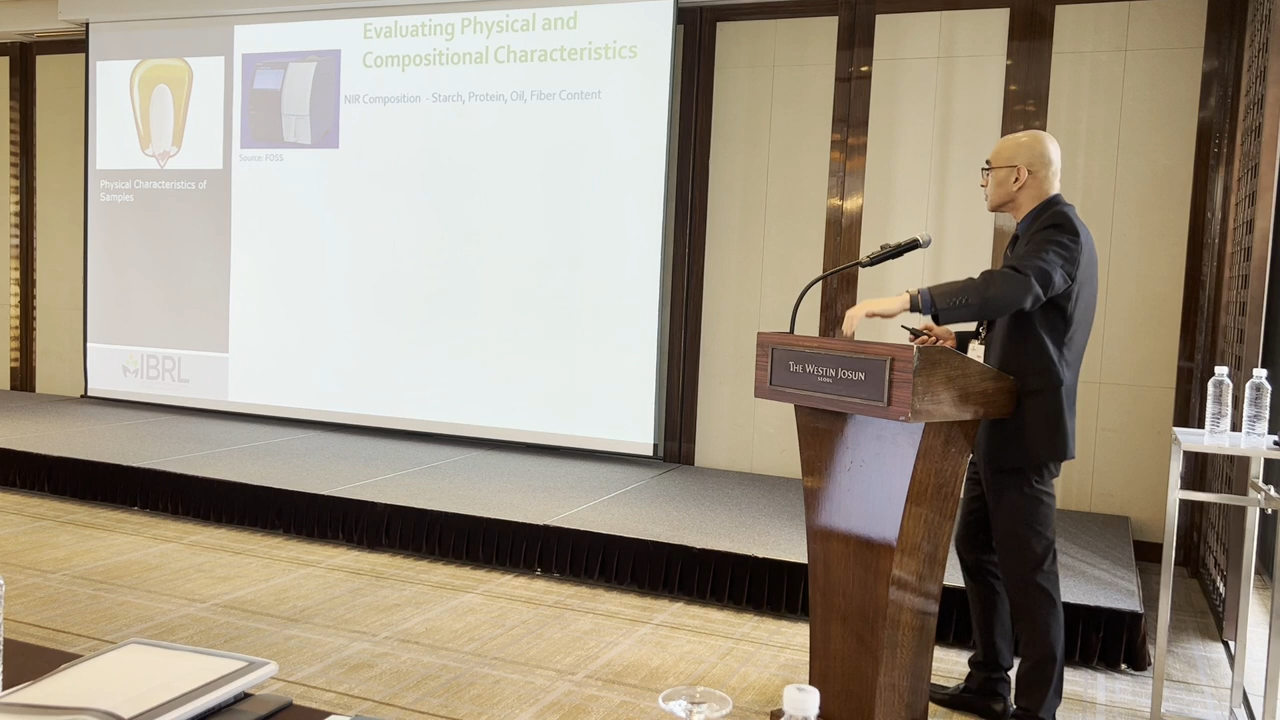 Evaluating Physical and
Compositional Characteristics
NIR Composition - Starch, Protein, Oil, Fiber Content
Source: FOSS
Physical Characteristics of
Samples
IBRL
THE WESTIN JOSUN
SEOUL